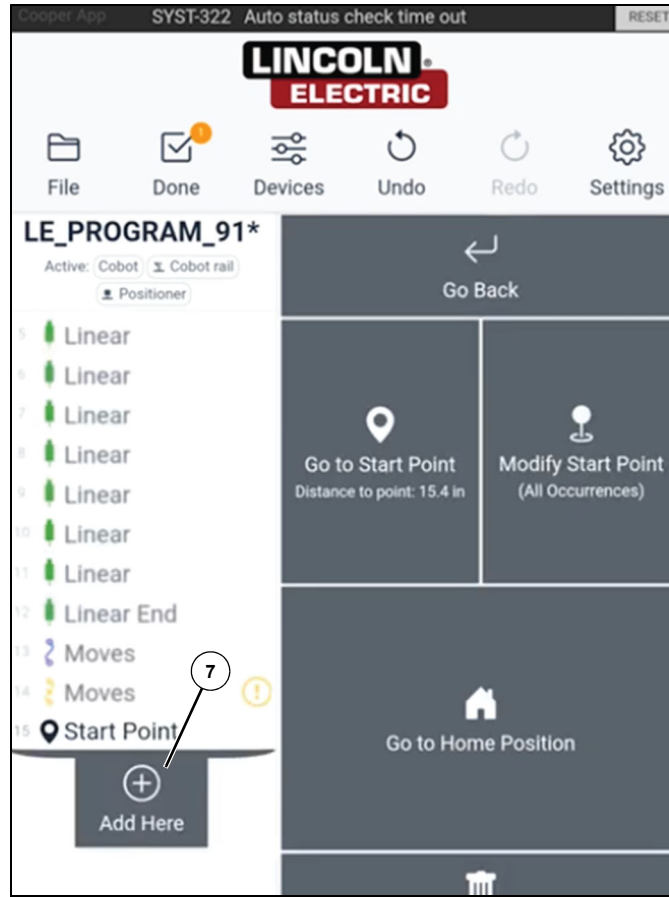 Cooper App SYST-322 Auto status check time out RESET
LINCOLN
ELECTRIC
File Done 1 Devices Undo Redo Settings
LE_PROGRAM_91*
Active: Cobot Cobot rail
Positioner
Go Back
5 Linear
6 Linear
7 Linear
8 Linear
9 Linear
10 Linear
11 Linear
12 Linear End
13 Moves
14 Moves
15 Start Point
7
Add Here
Go to Start Point
Distance to point: 15.4 in
Modify Start Point
(All Occurrences)
Go to Home Position